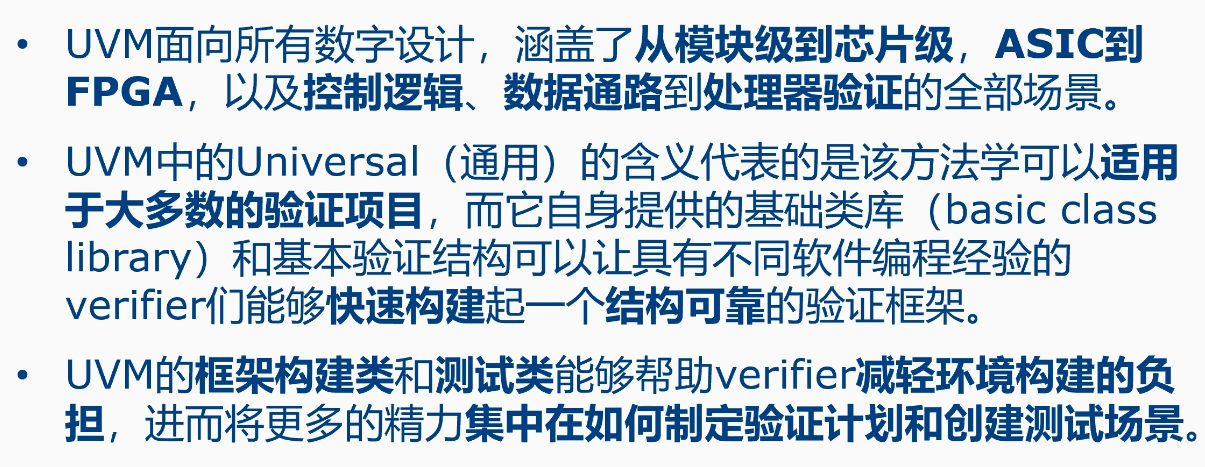 • UVM面向所有数字设计，涵盖了从模块级到芯片级，ASIC到
FPGA，以及控制逻辑、数据通路到处理器验证的全部场景。
• UVM中的Universal（通用）的含义代表的是该方法学可以适用
于大多数的验证项目，而它自身提供的基础类库（basic class
library）和基本验证结构可以让具有不同软件编程经验的
verifier们能够快速构建起一个结构可靠的验证框架。
• UVM的框架构建类和测试类能够帮助verifier减轻环境构建的负
担，进而将更多的精力集中在如何制定验证计划和创建测试场景。